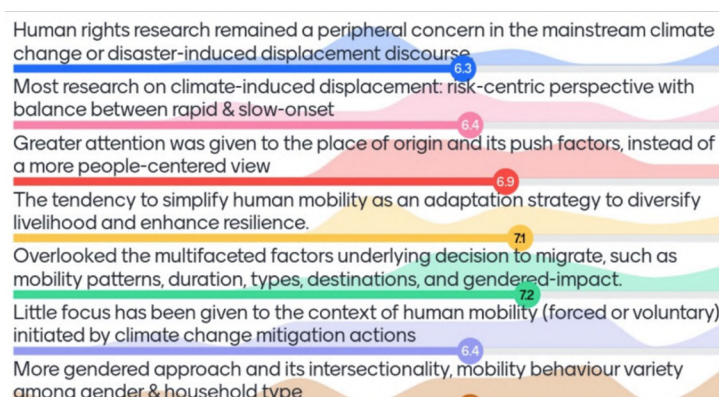 Human rights research remained a peripheral concern in the mainstream climate
change or disaster-induced displacement discourse
6.3
Most research on climate-induced displacement: risk-centric perspective with
balance between rapid & slow-onset
6.4
Greater attention was given to the place of origin and its push factors, instead of
a more people-centered view
6.9
The tendency to simplify human mobility as an adaptation strategy to diversify
livelihood and enhance resilience.
7.1
Overlooked the multifaceted factors underlying decision to migrate, such as
mobility patterns, duration, types, destinations, and gendered-impact.
7.2
Little focus has been given to the context of human mobility (forced or voluntary)
initiated by climate change mitigation actions
6.4
More gendered approach and its intersectionality, mobility behaviour variety
among gender & household type